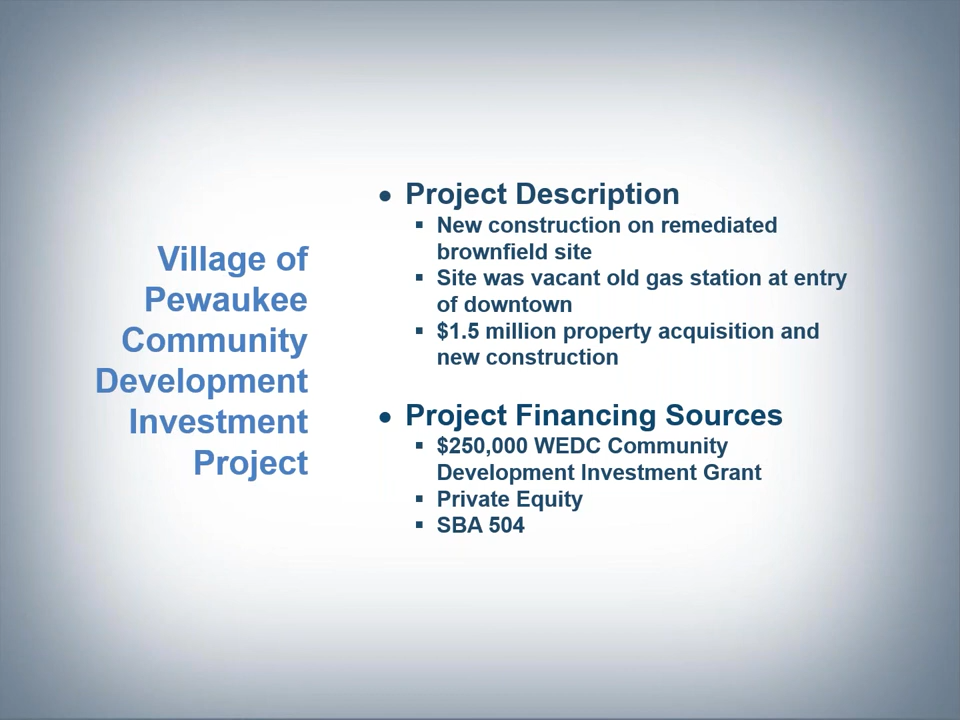 Village of
Pewaukee
Community
Development
Investment
Project
• Project Description
▪ New construction on remediated
brownfield site
▪ Site was vacant old gas station at entry
of downtown
▪ $1.5 million property acquisition and
new construction
• Project Financing Sources
▪ $250,000 WEDC Community
Development Investment Grant
▪ Private Equity
▪ SBA 504